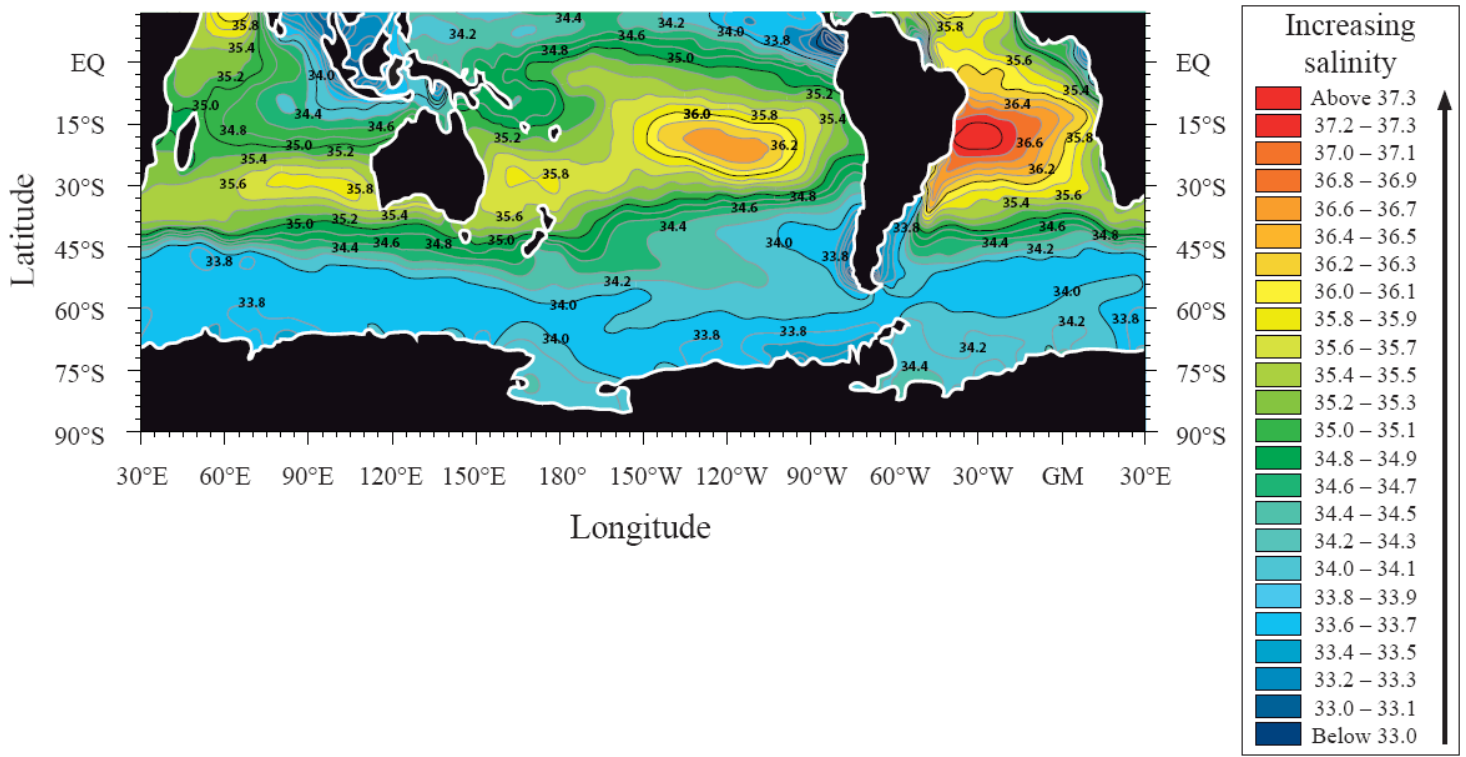 Increasing
salinity
Above 37.3
37.2 – 37.3
37.0 – 37.1
36.8 – 36.9
36.6 – 36.7
36.4 – 36.5
36.2 – 36.3
36.0 – 36.1
35.8 – 35.9
35.6 – 35.7
35.4 – 35.5
35.2 – 35.3
35.0 – 35.1
34.8 – 34.9
34.6 – 34.7
34.4 – 34.5
34.2 – 34.3
34.0 – 34.1
33.8 – 33.9
33.6 – 33.7
33.4 – 33.5
33.2 – 33.3
33.0 – 33.1
Below 33.0
Latitude
EQ
15°S
30°S
45°S
60°S
75°S
90°S
EQ
15°S
30°S
45°S
60°S
75°S
90°S
35.8
35.4
35.2
35.0
34.8
35.0
35.2
35.4
35.6
35.8
34.0
34.4
34.6
35.0
35.2
35.4
34.4
34.6
34.8
35.0
33.8
33.8
34.4
34.2
34.2
34.0
33.8
34.6
34.8
35.0
35.2
35.4
36.0
35.8
36.2
35.2
35.8
35.6
34.8
34.6
34.4
34.0
33.8
33.8
34.2
34.0
34.0
33.8
33.8
35.8
35.6
35.4
36.4
35.8
36.6
36.2
35.6
35.4
34.6
34.8
34.4
34.2
34.0
34.2
33.8
34.2
34.4
30°E
60°E
90°E
120°E
150°E
180°
150°W
120°W
90°W
60°W
30°W
GM
30°E
Longitude